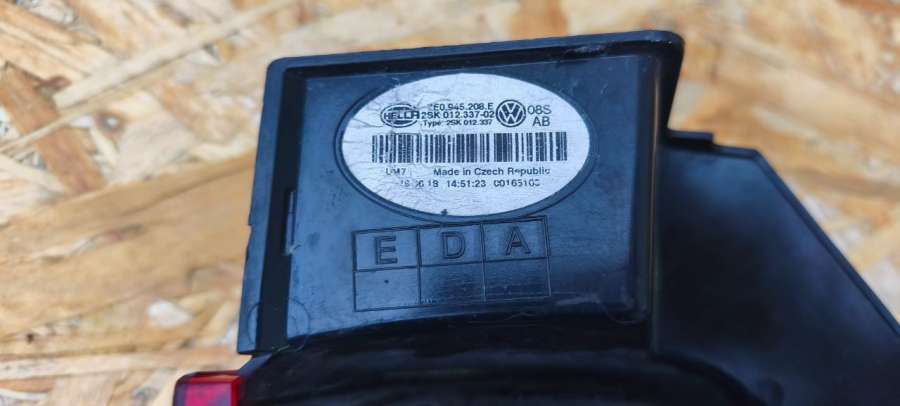 7E0.945.208.E
HELLA 2SK 012.337-02 VW 08S
Type: 2SK 012.337 AB
Made in Czech Republic
14:51:23
E D A